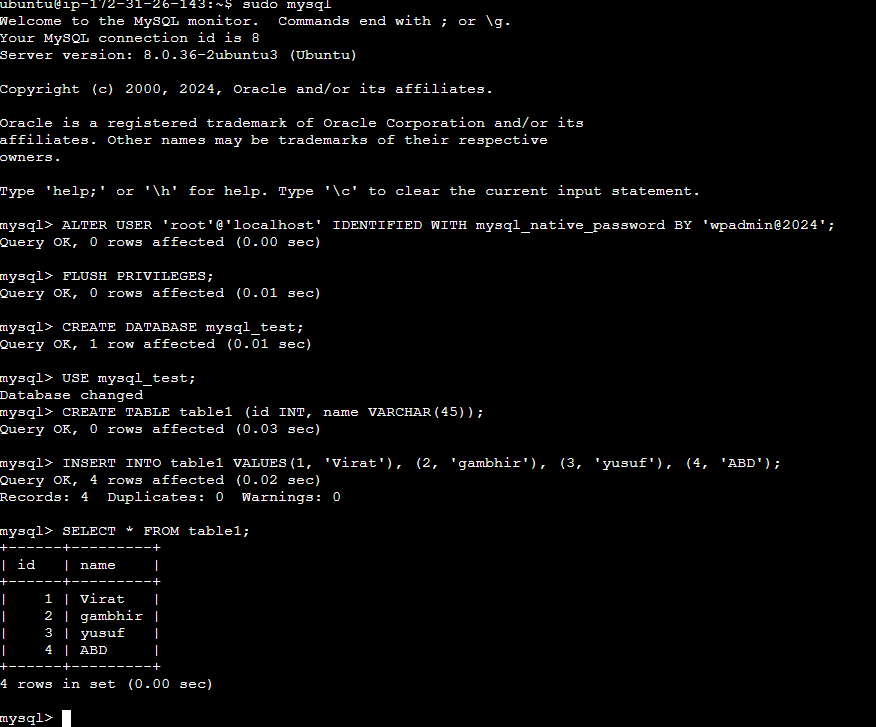 ubuntu@ip-172-31-26-143:~$ sudo mysql
Welcome to the MySQL monitor.  Commands end with ; or \g.
Your MySQL connection id is 8
Server version: 8.0.36-2ubuntu3 (Ubuntu)
Copyright (c) 2000, 2024, Oracle and/or its affiliates.
Oracle is a registered trademark of Oracle Corporation and/or its
affiliates. Other names may be trademarks of their respective
owners.
Type 'help;' or '\h' for help. Type '\c' to clear the current input statement.
mysql> ALTER USER 'root'@'localhost' IDENTIFIED WITH mysql_native_password BY 'wpadmin@2024';
Query OK, 0 rows affected (0.00 sec)
mysql> FLUSH PRIVILEGES;
Query OK, 0 rows affected (0.01 sec)
mysql> CREATE DATABASE mysql_test;
Query OK, 1 row affected (0.01 sec)
mysql> USE mysql_test;
Database changed
mysql> CREATE TABLE table1 (id INT, name VARCHAR(45));
Query OK, 0 rows affected (0.03 sec)
mysql> INSERT INTO table1 VALUES(1, 'Virat'), (2, 'gambhir'), (3, 'yusuf'), (4, 'ABD');
Query OK, 4 rows affected (0.02 sec)
Records: 4  Duplicates: 0  Warnings: 0
mysql> SELECT * FROM table1;
+------+---------+
| id   | name    |
+------+---------+
|    1 | Virat   |
|    2 | gambhir |
|    3 | yusuf   |
|    4 | ABD     |
+------+---------+
4 rows in set (0.00 sec)
mysql>